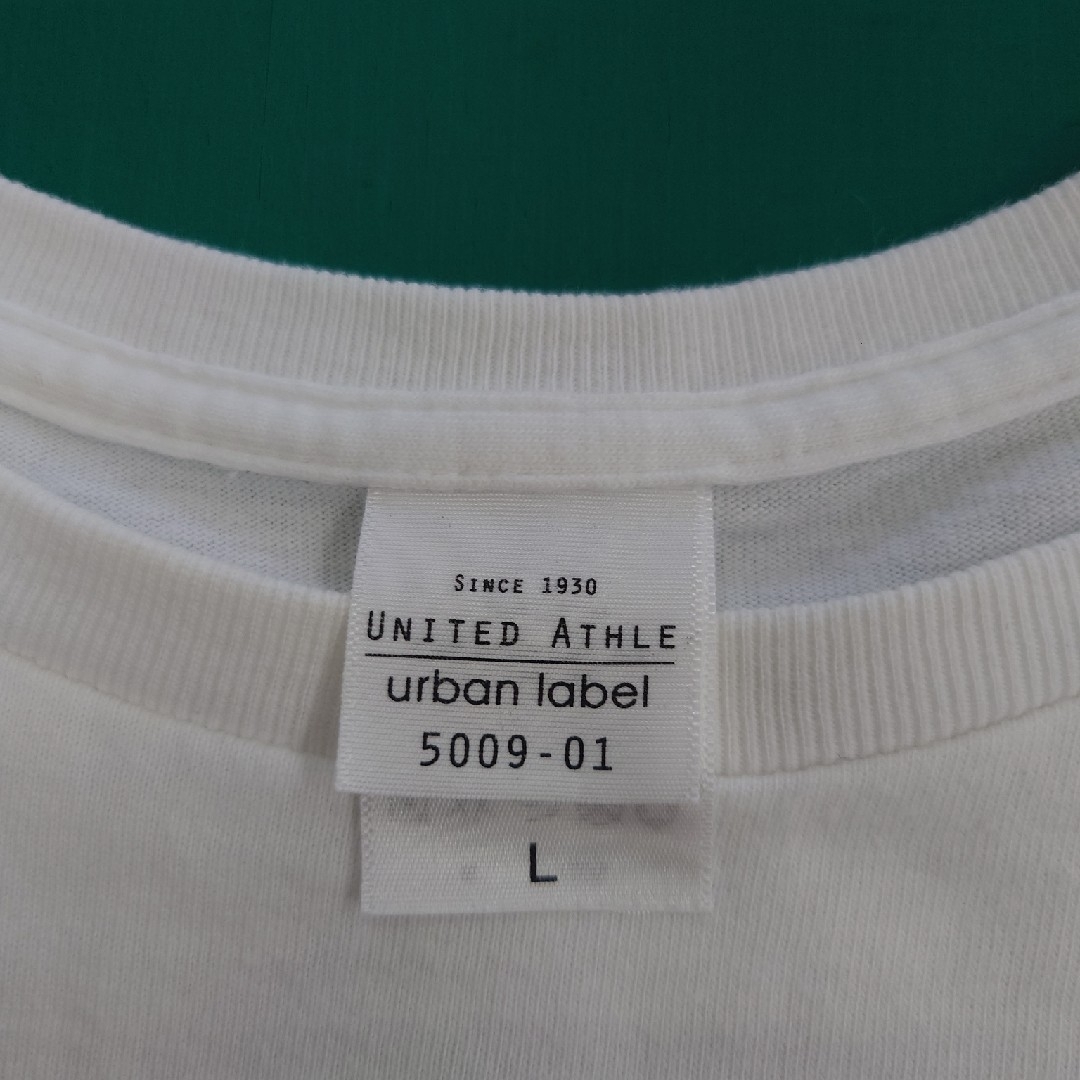 SINCE 1930
UNITED ATHLE
urban label
5009-01
L